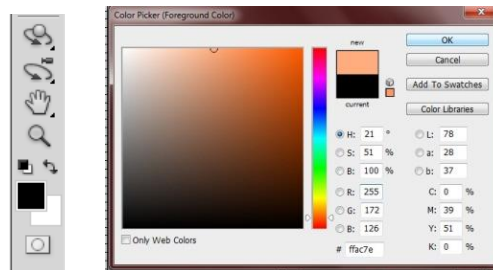 Color Picker (Foreground Color)
new
current
OK
Cancel
Add To Swatches
Color Libraries
H: 21 °
S: 51 %
B: 100 %
R: 255
G: 172
B: 126
# ffac7e
L: 78
a: 28
b: 37
C: 0 %
M: 39 %
Y: 51 %
K: 0 %
Only Web Colors